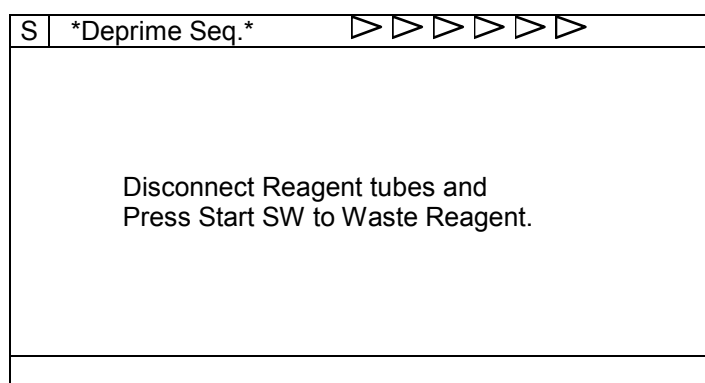 S *Deprime Seq.*
Disconnect Reagent tubes and
Press Start SW to Waste Reagent.